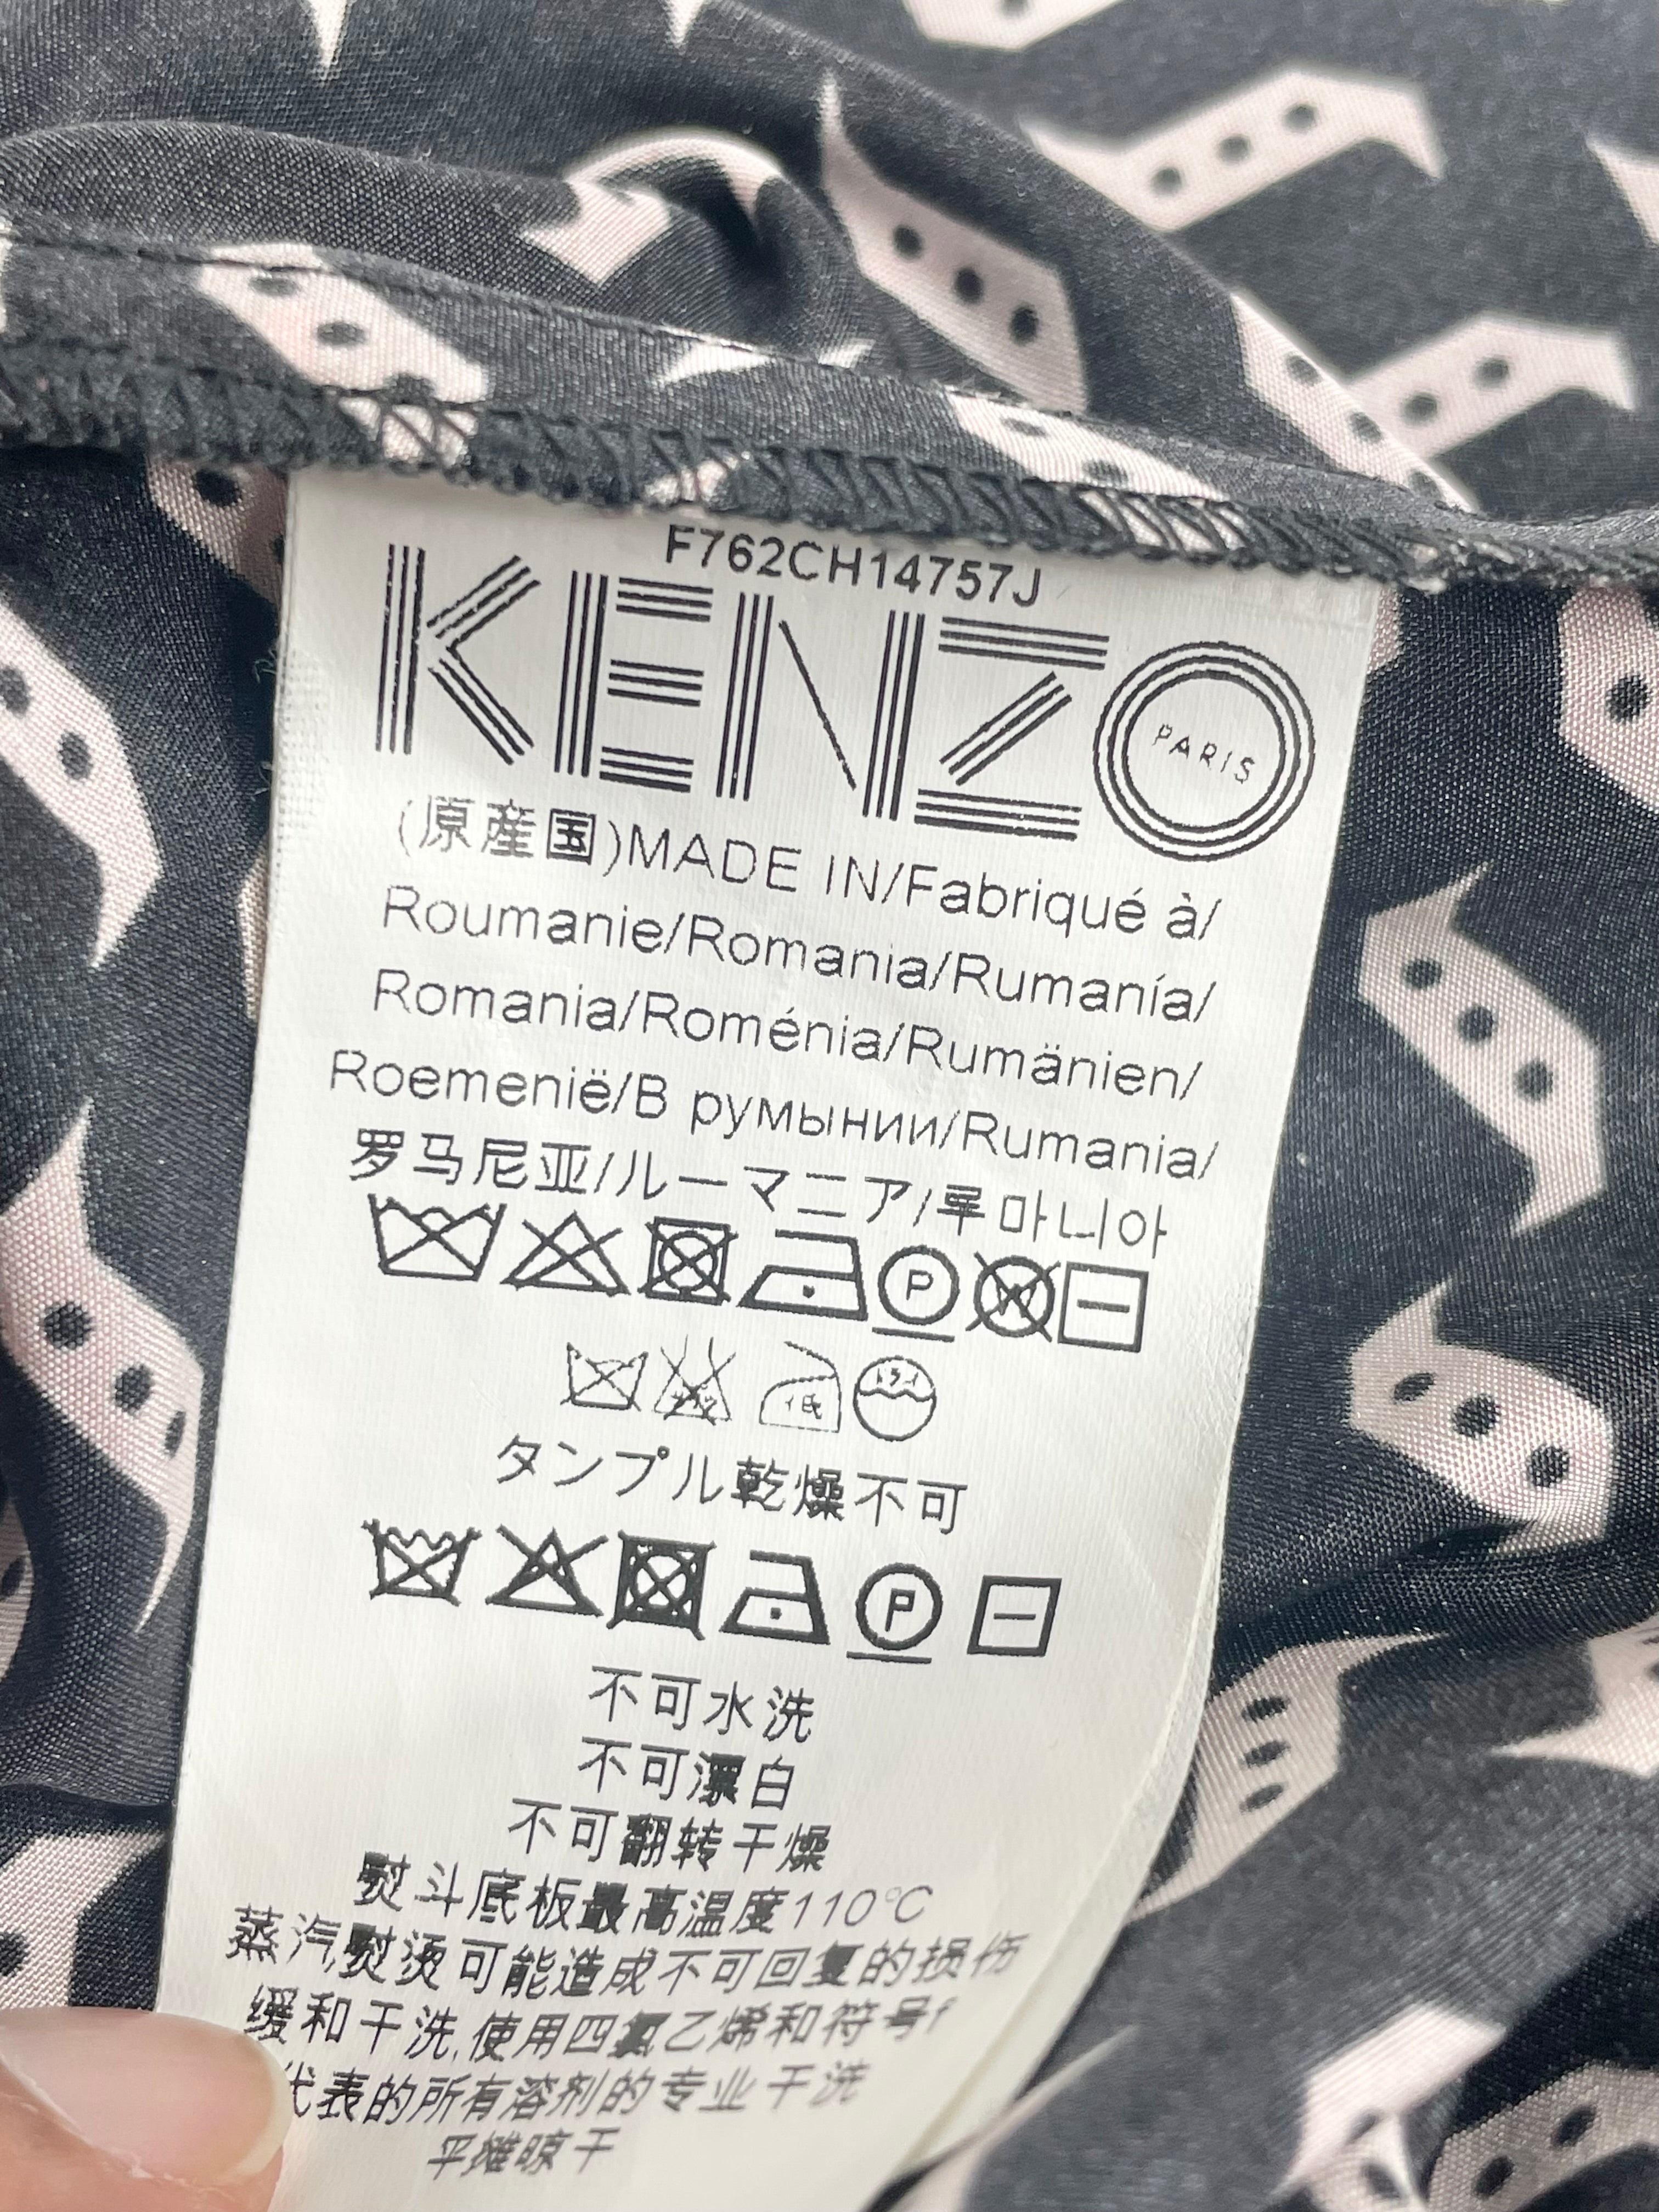 F762CH14757J
KENZO
PARIS
(原産国)MADE IN/Fabriqué à/
Roumanie/Romania/Rumanía/
Romania/Roménia/Rumänien/
Roemenië/В румынии/Rumania/
罗马尼亚/ルーマニア/루마니아
P W
ドライ
低
タンブル乾燥不可
P
不可水洗
不可漂白
不可翻转干燥
熨斗底板最高温度110°C
蒸汽熨烫可能造成不可回复的损伤
缓和干洗,使用四氯乙烯和符号f
代表的所有溶剂的专业干洗
平摊晾干